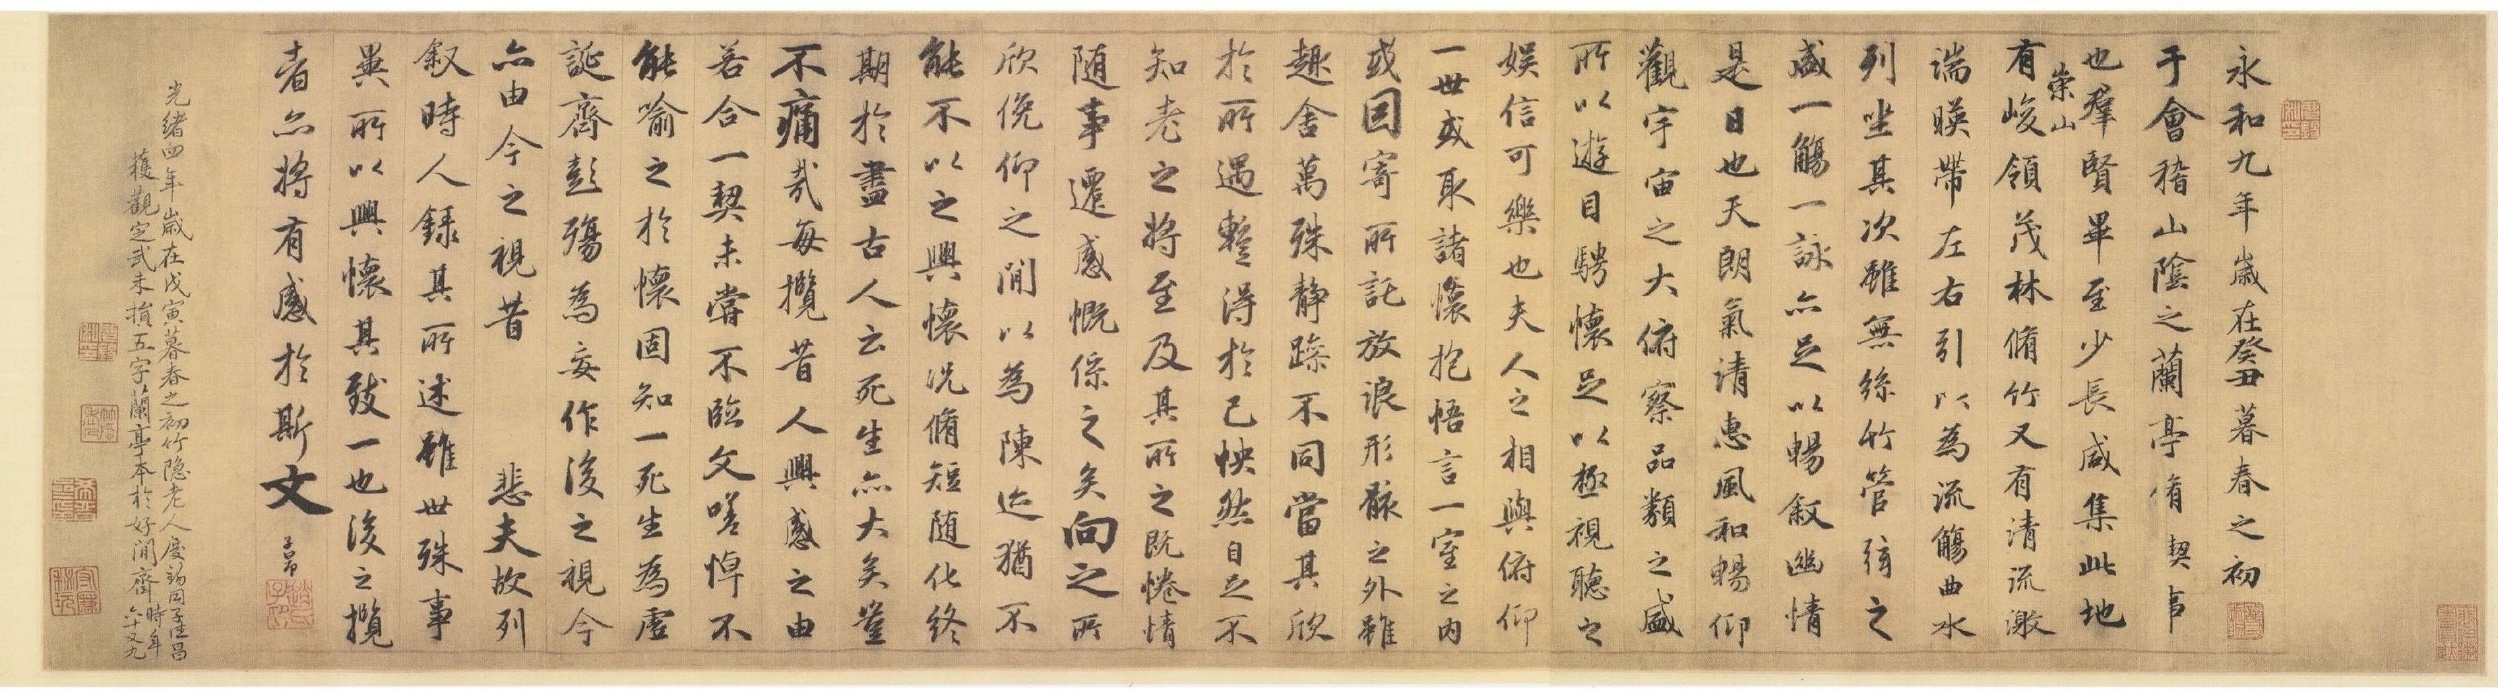 永和九年歲在癸丑暮春之初
于會稽山陰之蘭亭脩禊事
也羣賢畢至少長咸集此地
崇山
有峻領茂林脩竹又有清流激
湍暎帶左右引以為流觴曲水
列坐其次雖無絲竹管弦之
盛一觴一詠亦足以暢敘幽情
是日也天朗氣清惠風和暢仰
觀宇宙之大俯察品類之盛
所以遊目騁懷足以極視聽之
娛信可樂也夫人之相與俯仰
一世或取諸懷抱悟言一室之內
或因寄所託放浪形骸之外雖
趣舍萬殊靜躁不同當其欣
於所遇蹔得於己怏然自足不
知老之將至及其所之既惓情
隨事遷感慨係之矣向之所
欣俛仰之閒以為陳迹猶不
能不以之興懷況脩短隨化終
期於盡古人云死生亦大矣豈
不痛哉每攬昔人興感之由
若合一契未嘗不臨文嗟悼不
能喻之於懷固知一死生為虛
誕齊彭殤為妄作後之視今
亦由今之視昔 悲夫故列
敘時人錄其所述雖世殊事
異所以興懷其致一也後之攬
者亦將有感於斯文
子昂
光緒四年歲在戊寅暮春之初竹隱老人度 同子 昌
獲觀定武未損五字蘭亭本於好閒齋時年六十又九